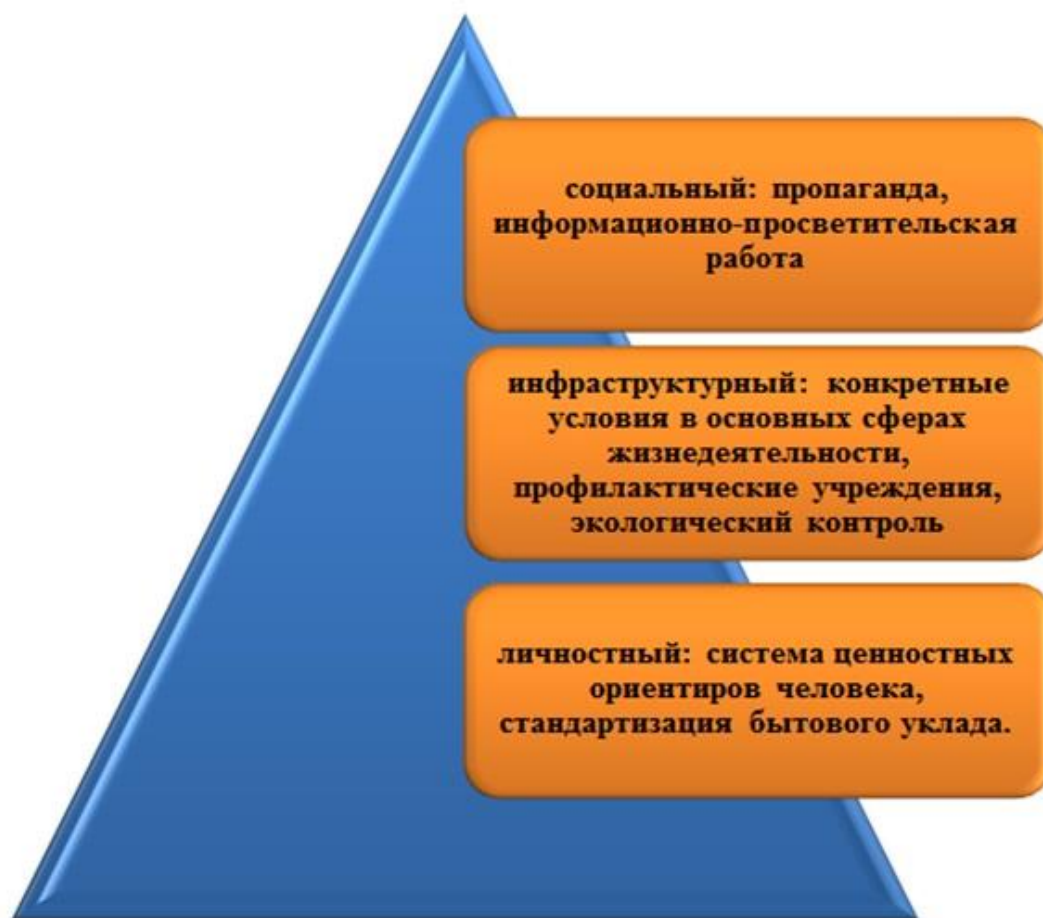 социальный: пропаганда,
информационно-просветительская
работа
инфраструктурный: конкретные
условия в основных сферах
жизнедеятельности,
профилактические учреждения,
экологический контроль
личностный: система ценностных
ориентиров человека,
стандартизация бытового уклада.